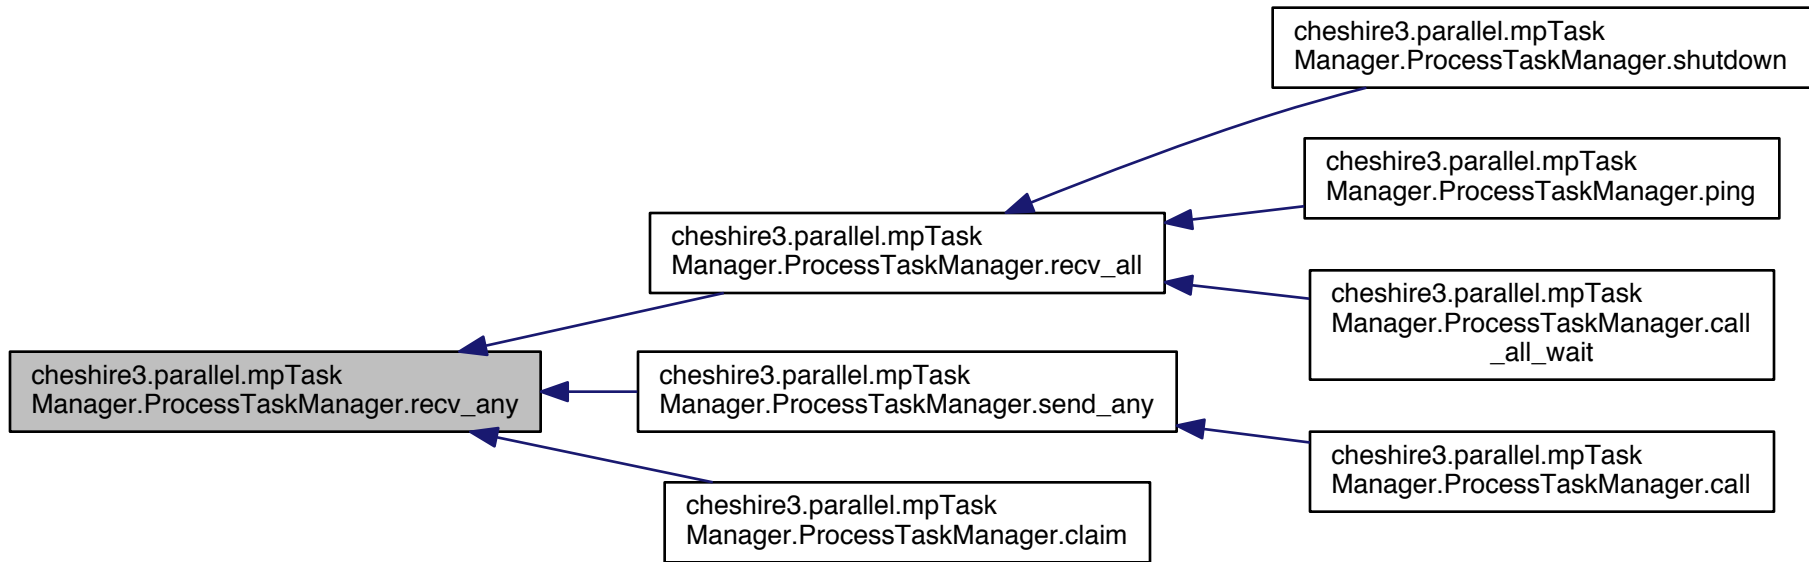 cheshire3.parallel.mpTask
Manager.ProcessTaskManager.shutdown
cheshire3.parallel.mpTask
Manager.ProcessTaskManager.ping
cheshire3.parallel.mpTask
Manager.ProcessTaskManager.recv_all
cheshire3.parallel.mpTask
Manager.ProcessTaskManager.call
_all_wait
cheshire3.parallel.mpTask
Manager.ProcessTaskManager.recv_any
cheshire3.parallel.mpTask
Manager.ProcessTaskManager.send_any
cheshire3.parallel.mpTask
Manager.ProcessTaskManager.call
cheshire3.parallel.mpTask
Manager.ProcessTaskManager.claim